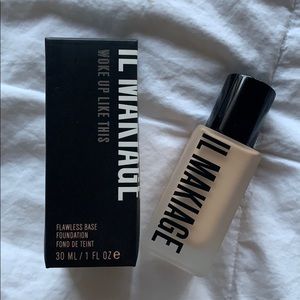 IL MAKIAGE
WOKE UP LIKE THIS
FLAWLESS BASE
FOUNDATION
FOND DE TEINT
30 ML / 1 FL OZ e
IL MAKIAGE